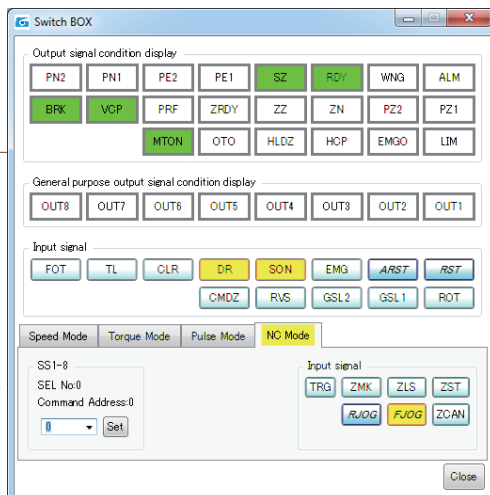 Switch BOX
Output signal condition display
PN2 PN1 PE2 PE1 SZ RDY WNG ALM
BRK VCP PRF ZRDY ZZ ZN PZ2 PZ1
MTON OTO HLDZ HCP EMGO LIM
General purpose output signal condition display
OUT8 OUT7 OUT6 OUT5 OUT4 OUT3 OUT2 OUT1
Input signal
FOT TL CLR DR SON EMG ARST RST
CMDZ RVS GSL2 GSL1 ROT
Speed Mode Torque Mode Pulse Mode NC Mode
SS1-8
SEL No:0
Command Address:0
0 Set
Input signal
TRG ZMK ZLS ZST
RJOG FJOG ZCAN
Close